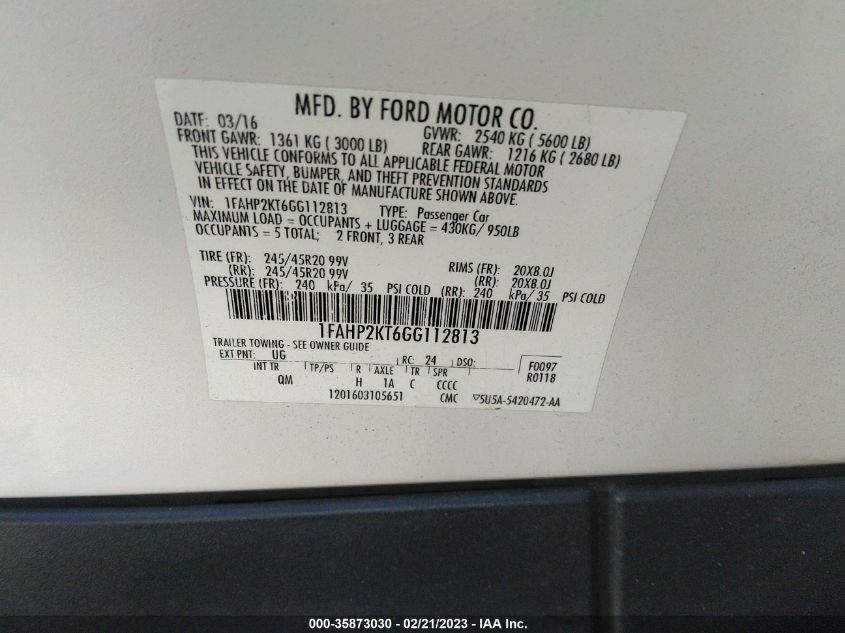 MFD. BY FORD MOTOR CO.
DATE: 03/16 GVWR: 2540 KG ( 5600 LB)
FRONT GAWR: 1361 KG ( 3000 LB) REAR GAWR: 1216 KG ( 2680 LB)
THIS VEHICLE CONFORMS TO ALL APPLICABLE FEDERAL MOTOR
VEHICLE SAFETY, BUMPER, AND THEFT PREVENTION STANDARDS
IN EFFECT ON THE DATE OF MANUFACTURE SHOWN ABOVE.
VIN: 1FAHP2KT6GG112813 TYPE: Passenger Car
MAXIMUM LOAD = OCCUPANTS + LUGGAGE = 430KG/ 950LB
OCCUPANTS = 5 TOTAL; 2 FRONT, 3 REAR
TIRE (FR): 245/45R20 99V RIMS (FR): 20X8.0J
(RR): 245/45R20 99V (RR): 20X8.0J
PRESSURE (FR): 240 kPa/ 35 PSI COLD (RR): 240 kPa/ 35 PSI COLD
1FAHP2KT6GG112813
TRAILER TOWING - SEE OWNER GUIDE
EXT PNT: UG RC: 24 DSO: F0097
INT TR TP/PS R AXLE TR SPR R0118
QM H 1A C CCCC
1201603105651 CMC ▽5U5A-5420472-AA
000-35873030 - 02/21/2023 - IAA Inc.